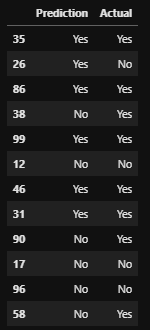 Prediction Actual
35 Yes Yes
26 Yes No
86 Yes Yes
38 No Yes
99 Yes Yes
12 No No
46 Yes Yes
31 Yes Yes
90 No Yes
17 No No
96 No No
58 No Yes